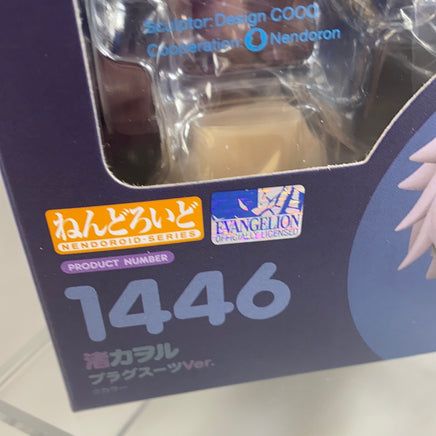 Sculptor:Design COCO
Cooperation: Nendoron
ねんどろいど
NENDOROID-SERIES
EVANGELION
OFFICIALLY LICENSED
PRODUCT NUMBER
1446
渚カヲル
プラグスーツVer.